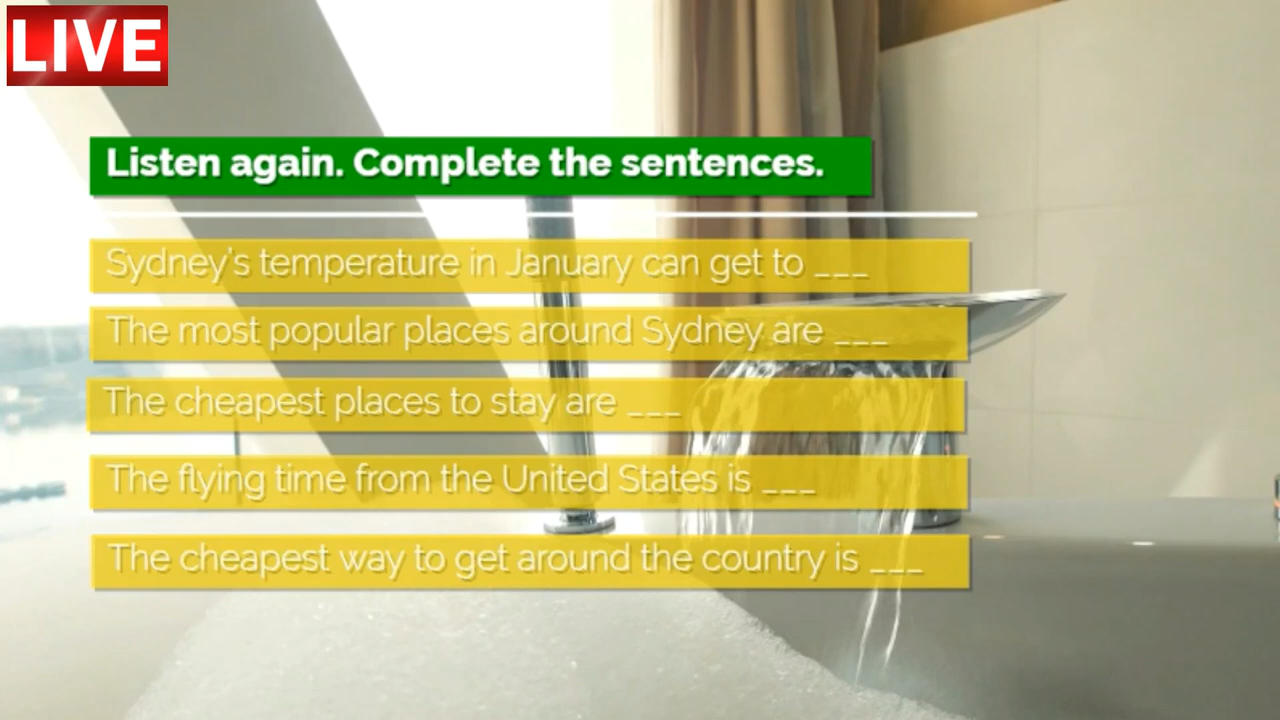 LIVE
Listen again. Complete the sentences.
Sydney's temperature in January can get to ___
The most popular places around Sydney are ___
The cheapest places to stay are ___
The flying time from the United States is ___
The cheapest way to get around the country is ___